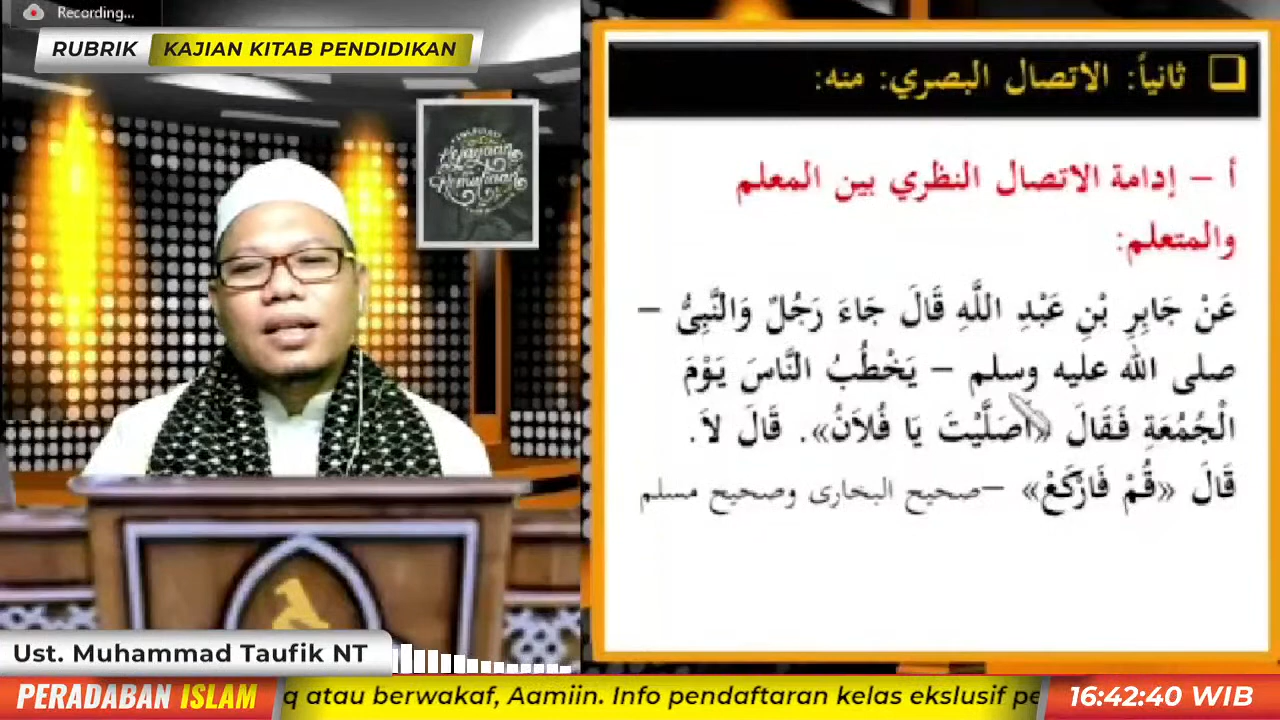 Recording...
RUBRIK KAJIAN KITAB PENDIDIKAN
ثانياً: الاتصال البصري: منه:
أ – إدامة الاتصال النظري بين المعلم
والمتعلم:
عَنْ جَابِرِ بْنِ عَبْدِ اللَّهِ قَالَ جَاءَ رَجُلٌ وَالنَّبِىُّ –
صلى الله عليه وسلم – يَخْطُبُ النَّاسَ يَوْمَ
الْجُمُعَةِ فَقَالَ «أَصَلَّيْتَ يَا فُلاَنُ». قَالَ لاَ.
قَالَ «قُمْ فَارْكَعْ» –صحيح البخارى وصحيح مسلم
Ust. Muhammad Taufik NT
PERADABAN ISLAM
q atau berwakaf, Aamiin. Info pendaftaran kelas ekslusif pe
16:42:40 WIB